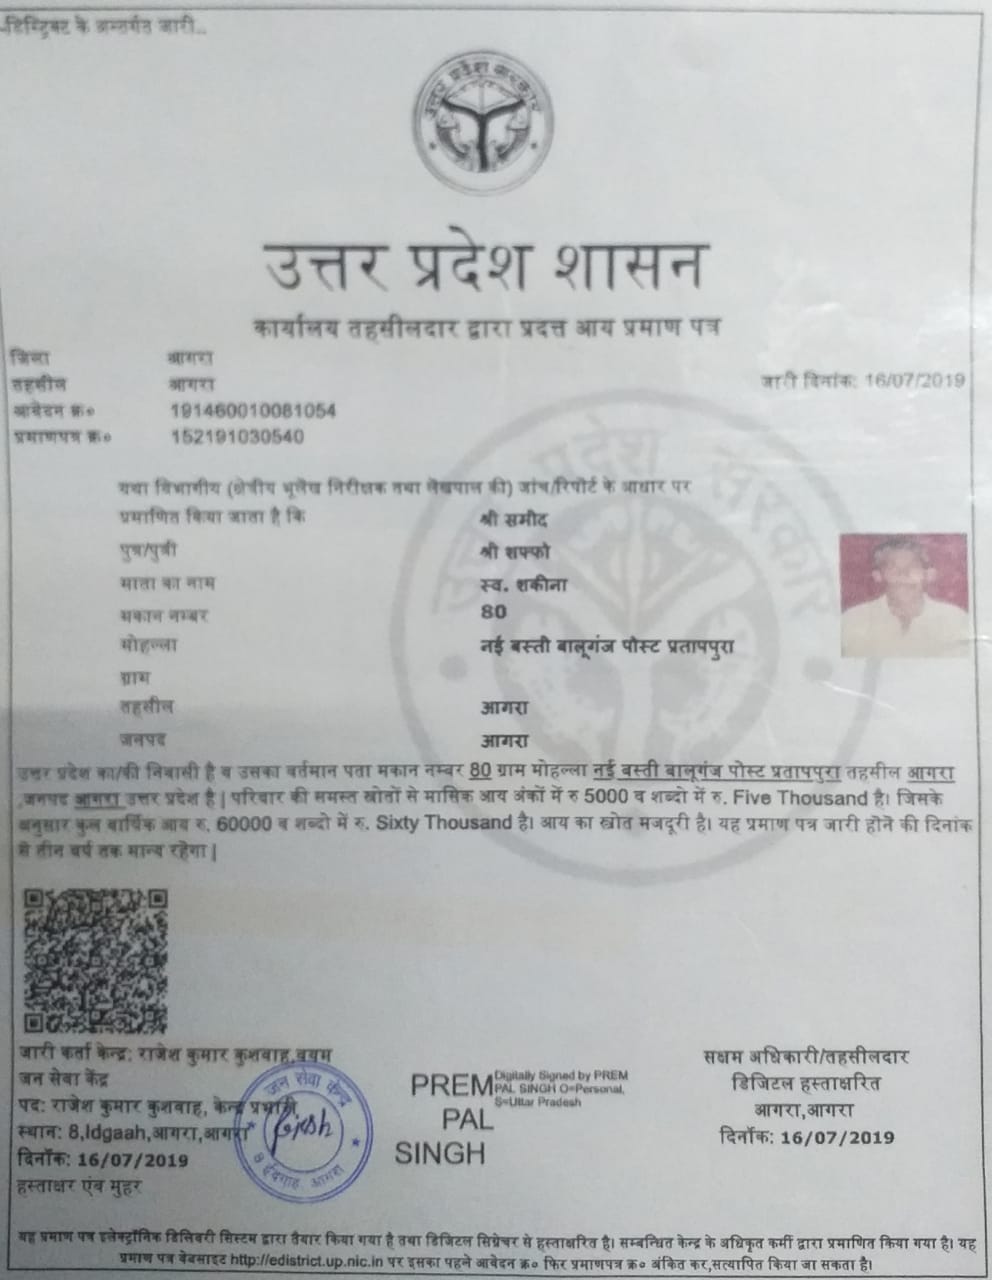 डिस्ट्रिक्ट के अन्तर्गत जारी..
उत्तर प्रदेश सरकार
उत्तर प्रदेश शासन
कार्यालय तहसीलदार द्वारा प्रदत्त आय प्रमाण पत्र
जिला आगरा
तहसील आगरा जारी दिनांक: 16/07/2019
आवेदन क्र० 191460010081054
प्रमाणपत्र क्र० 152191030540
यथा विभागीय (क्षेत्रीय भूलेख निरीक्षक तथा लेखपाल की) जांच/रिपोर्ट के आधार पर
प्रमाणित किया जाता है कि श्री समीद
पुत्र/पुत्री श्री शफ्फो
माता का नाम स्व. शकीना
मकान नम्बर 80
मोहल्ला नई बस्ती बालूगंज पोस्ट प्रतापपुरा
ग्राम
तहसील आगरा
जनपद आगरा
उत्तर प्रदेश का/की निवासी है व उसका वर्तमान पता मकान नम्बर 80 ग्राम मोहल्ला नई बस्ती बालूगंज पोस्ट प्रतापपुरा तहसील आगरा
,जनपद आगरा उत्तर प्रदेश है | परिवार की समस्त स्रोतों से मासिक आय अंकों में रु 5000 व शब्दो में रु. Five Thousand है। जिसके
अनुसार कुल वार्षिक आय रु. 60000 व शब्दो में रु. Sixty Thousand है। आय का स्रोत मजदूरी है। यह प्रमाण पत्र जारी होने की दिनांक
से तीन वर्ष तक मान्य रहेगा |
जारी कर्ता केन्द्र: राजेश कुमार कुशवाह,वयम
जन सेवा केंद्र
पद: राजेश कुमार कुशवाह, केन्द्र प्रभारी
स्थान: 8,Idgaah,आगरा,आगरा
दिनाँक: 16/07/2019
हस्ताक्षर एंव मुहर
जन सेवा केन्द्र
8 ईदगाह, आगरा
PREM
PAL
SINGH
Digitally Signed by PREM
PAL SINGH O=Personal,
S=Uttar Pradesh
सक्षम अधिकारी/तहसीलदार
डिजिटल हस्ताक्षरित
आगरा,आगरा
दिनाँक: 16/07/2019
यह प्रमाण पत्र इलेक्ट्रॉनिक डिलिवरी सिस्टम द्वारा तैयार किया गया है तथा डिजिटल सिग्नेचर से हस्ताक्षरित है। सम्बन्धित केन्द्र के अधिकृत कर्मी द्वारा प्रमाणित किया गया है। यह
प्रमाण पत्र वेबसाइट http://edistrict.up.nic.in पर इसका पहले आवेदन क्र० फिर प्रमाणपत्र क्र० अंकित कर,सत्यापित किया जा सकता है।